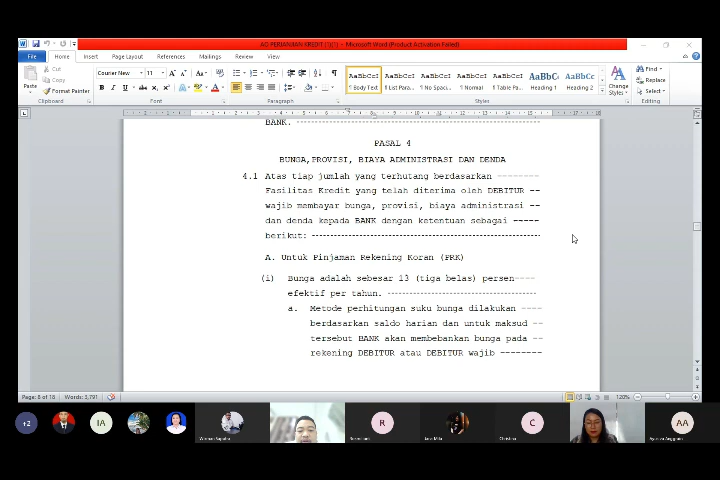 AO PERJANJIAN KREDIT (1)(1) - Microsoft Word (Product Activation Failed)
File Home Insert Page Layout References Mailings Review View
Cut
Copy
Paste
Format Painter
Clipboard
Courier New 11
Font
Paragraph
AaBbCcI AaBbCcI AaBbCcI AaBbCcI AaBbCcI AaBbC AaBbCc
¶ Body Text ¶ List Para... ¶ No Spaci... ¶ Normal ¶ Table Pa... Heading 1 Heading 2
Styles
Change
Styles
Find
Replace
Select
Editing
BANK. ----------------------------------------
PASAL 4
BUNGA,PROVISI, BIAYA ADMINISTRASI DAN DENDA
4.1 Atas tiap jumlah yang terhutang berdasarkan --------
Fasilitas Kredit yang telah diterima oleh DEBITUR --
wajib membayar bunga, provisi, biaya administrasi --
dan denda kepada BANK dengan ketentuan sebagai -----
berikut: --------------------------------------------
A. Untuk Pinjaman Rekening Koran (PRK)
(i) Bunga adalah sebesar 13 (tiga belas) persen----
efektif per tahun. --------------------------------
a. Metode perhitungan suku bunga dilakukan ----
berdasarkan saldo harian dan untuk maksud --
tersebut BANK akan membebankan bunga pada --
rekening DEBITUR atau DEBITUR wajib --------
Page: 8 of 18 Words: 3,791 120%
+2 IA R C AA
Christina